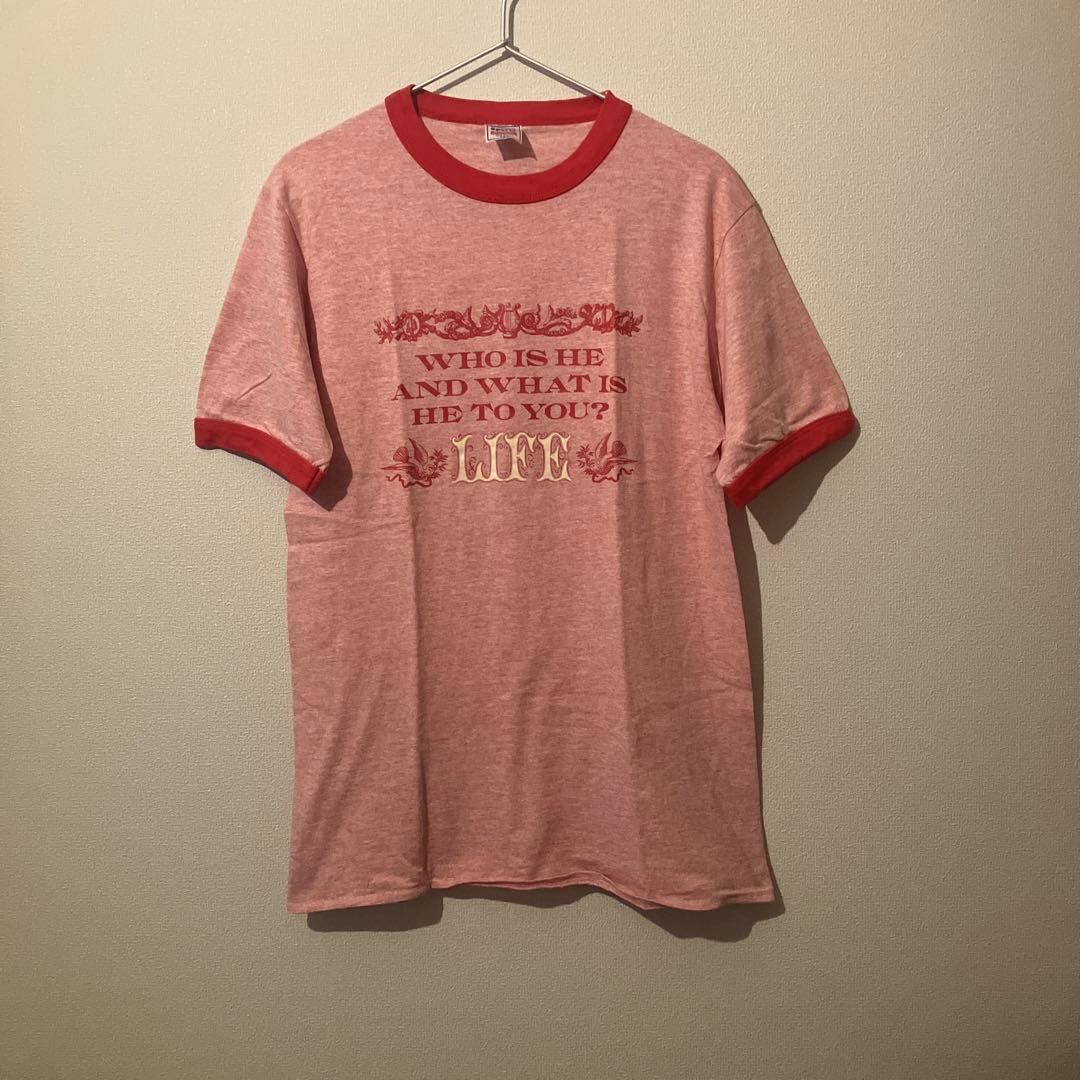 WHO IS HE
AND WHAT IS
HE TO YOU?
LIFE